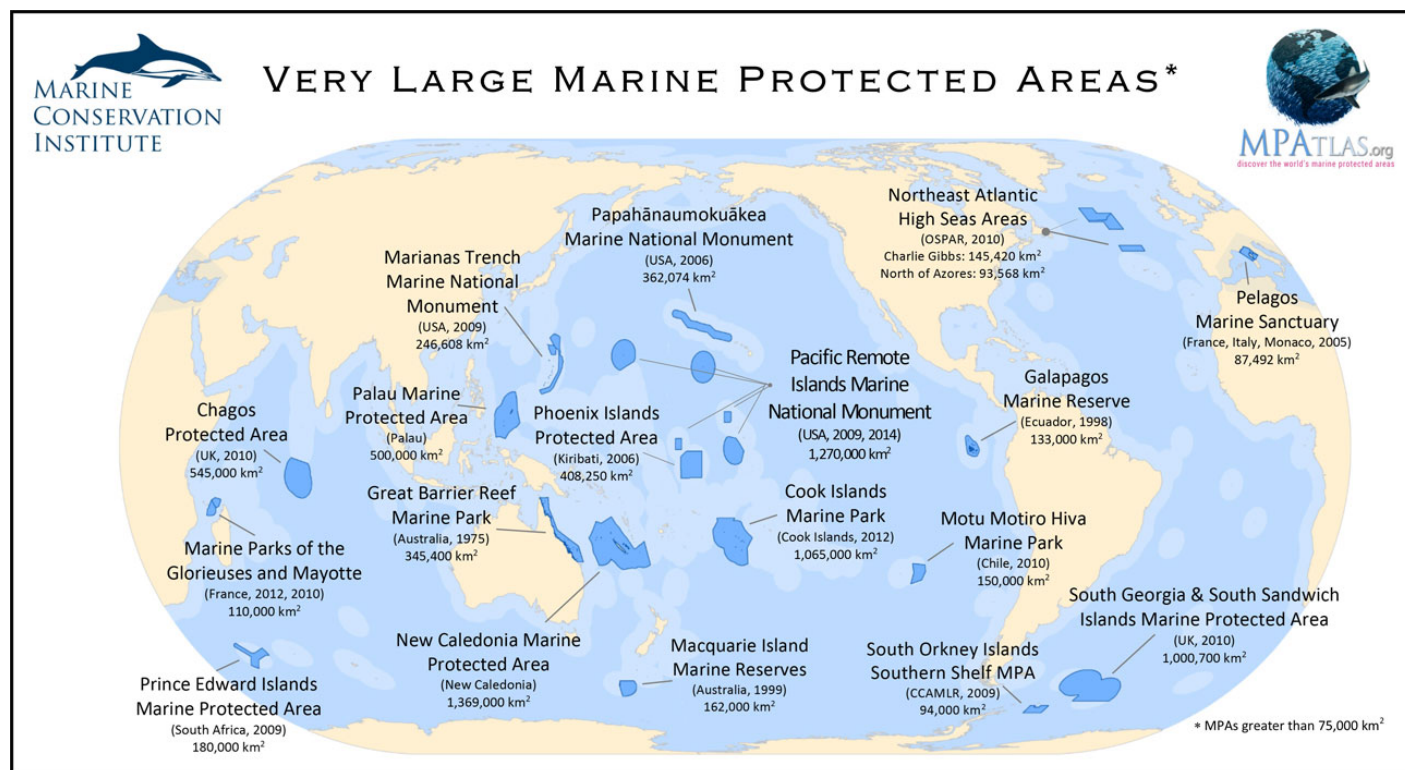 MARINE
CONSERVATION
INSTITUTE
VERY LARGE MARINE PROTECTED AREAS*
MPATLAS.org
discover the world's marine protected areas
Northeast Atlantic
High Seas Areas
(OSPAR, 2010)
Charlie Gibbs: 145,420 km²
North of Azores: 93,568 km²
Papahānaumokuākea
Marine National Monument
(USA, 2006)
362,074 km²
Marianas Trench
Marine National
Monument
(USA, 2009)
246,608 km²
Pelagos
Marine Sanctuary
(France, Italy, Monaco, 2005)
87,492 km²
Pacific Remote
Islands Marine
National Monument
(USA, 2009, 2014)
1,270,000 km²
Galapagos
Marine Reserve
(Ecuador, 1998)
133,000 km²
Palau Marine
Protected Area
(Palau)
500,000 km²
Phoenix Islands
Protected Area
(Kiribati, 2006)
408,250 km²
Chagos
Protected Area
(UK, 2010)
545,000 km²
Great Barrier Reef
Marine Park
(Australia, 1975)
345,400 km²
Cook Islands
Marine Park
(Cook Islands, 2012)
1,065,000 km²
Motu Motiro Hiva
Marine Park
(Chile, 2010)
150,000 km²
Marine Parks of the
Glorieuses and Mayotte
(France, 2012, 2010)
110,000 km²
South Georgia & South Sandwich
Islands Marine Protected Area
(UK, 2010)
1,000,700 km²
New Caledonia Marine
Protected Area
(New Caledonia)
1,369,000 km²
Macquarie Island
Marine Reserves
(Australia, 1999)
162,000 km²
South Orkney Islands
Southern Shelf MPA
(CCAMLR, 2009)
94,000 km²
Prince Edward Islands
Marine Protected Area
(South Africa, 2009)
180,000 km²
* MPAs greater than 75,000 km²